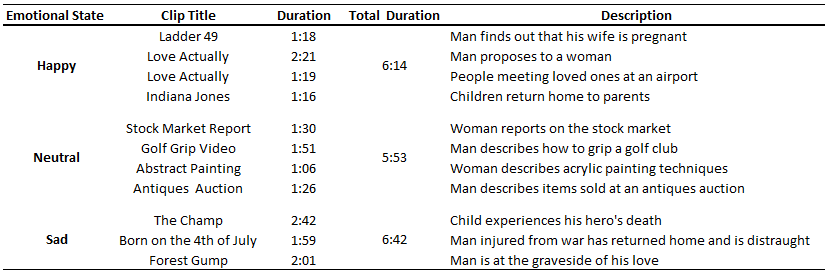 Emotional State Clip Title Duration Total Duration Description
Ladder 49 1:18 Man finds out that his wife is pregnant
Love Actually 2:21 Man proposes to a woman
Happy 6:14
Love Actually 1:19 People meeting loved ones at an airport
Indiana Jones 1:16 Children return home to parents
Stock Market Report 1:30 Woman reports on the stock market
Golf Grip Video 1:51 Man describes how to grip a golf club
Neutral 5:53
Abstract Painting 1:06 Woman describes acrylic painting techniques
Antiques Auction 1:26 Man describes items sold at an antiques auction
The Champ 2:42 Child experiences his hero's death
Sad Born on the 4th of July 1:59 6:42 Man injured from war has returned home and is distraught
Forest Gump 2:01 Man is at the graveside of his love